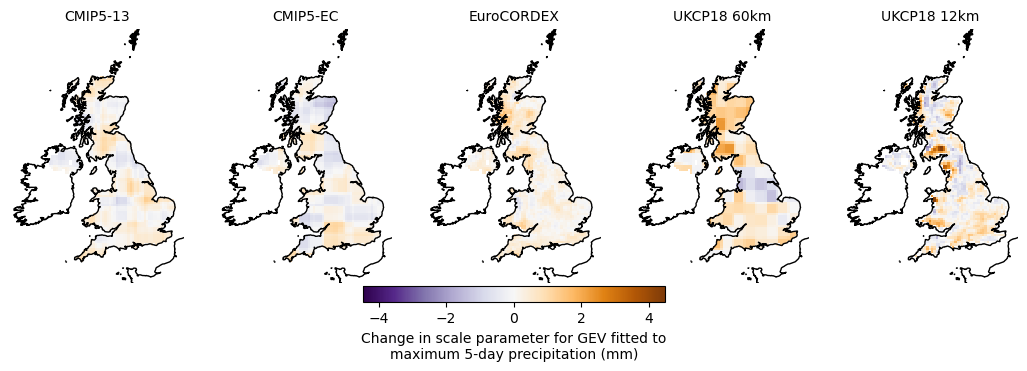 CMIP5-13
CMIP5-EC
EuroCORDEX
UKCP18 60km
UKCP18 12km
−4
−2
0
2
4
Change in scale parameter for GEV fitted to
maximum 5-day precipitation (mm)